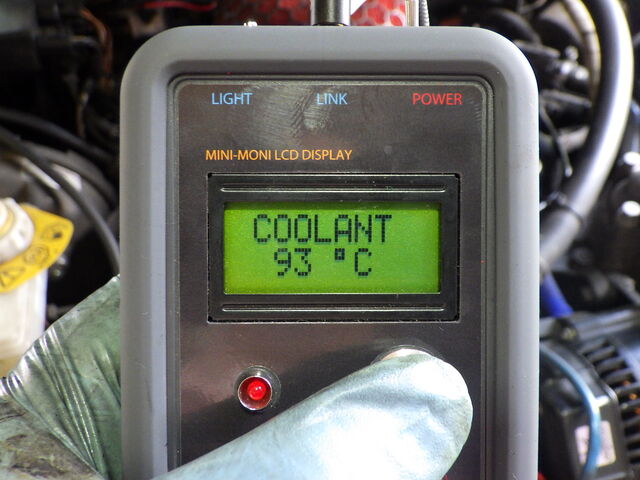 LIGHT LINK POWER
MINI-MONI LCD DISPLAY
COOLANT
93 °C